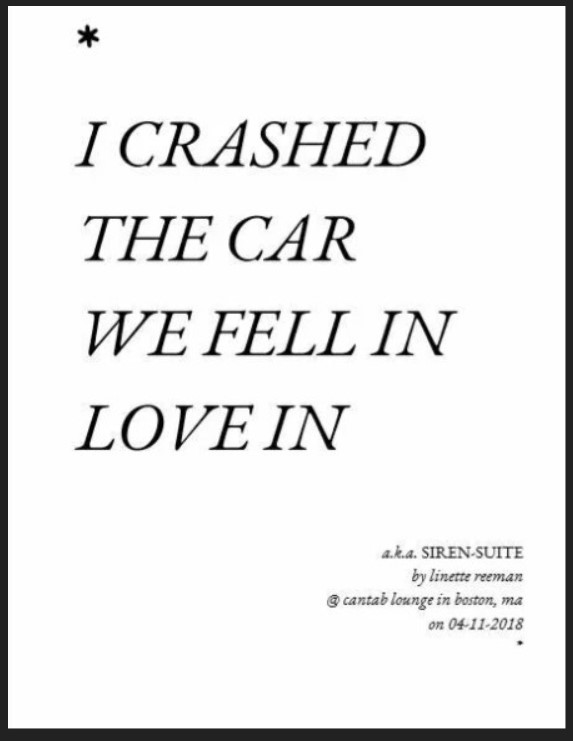 *
I CRASHED
THE CAR
WE FELL IN
LOVE IN
a.k.a. SIREN-SUITE
by linette reeman
@ cantab lounge in boston, ma
on 04-11-2018
*